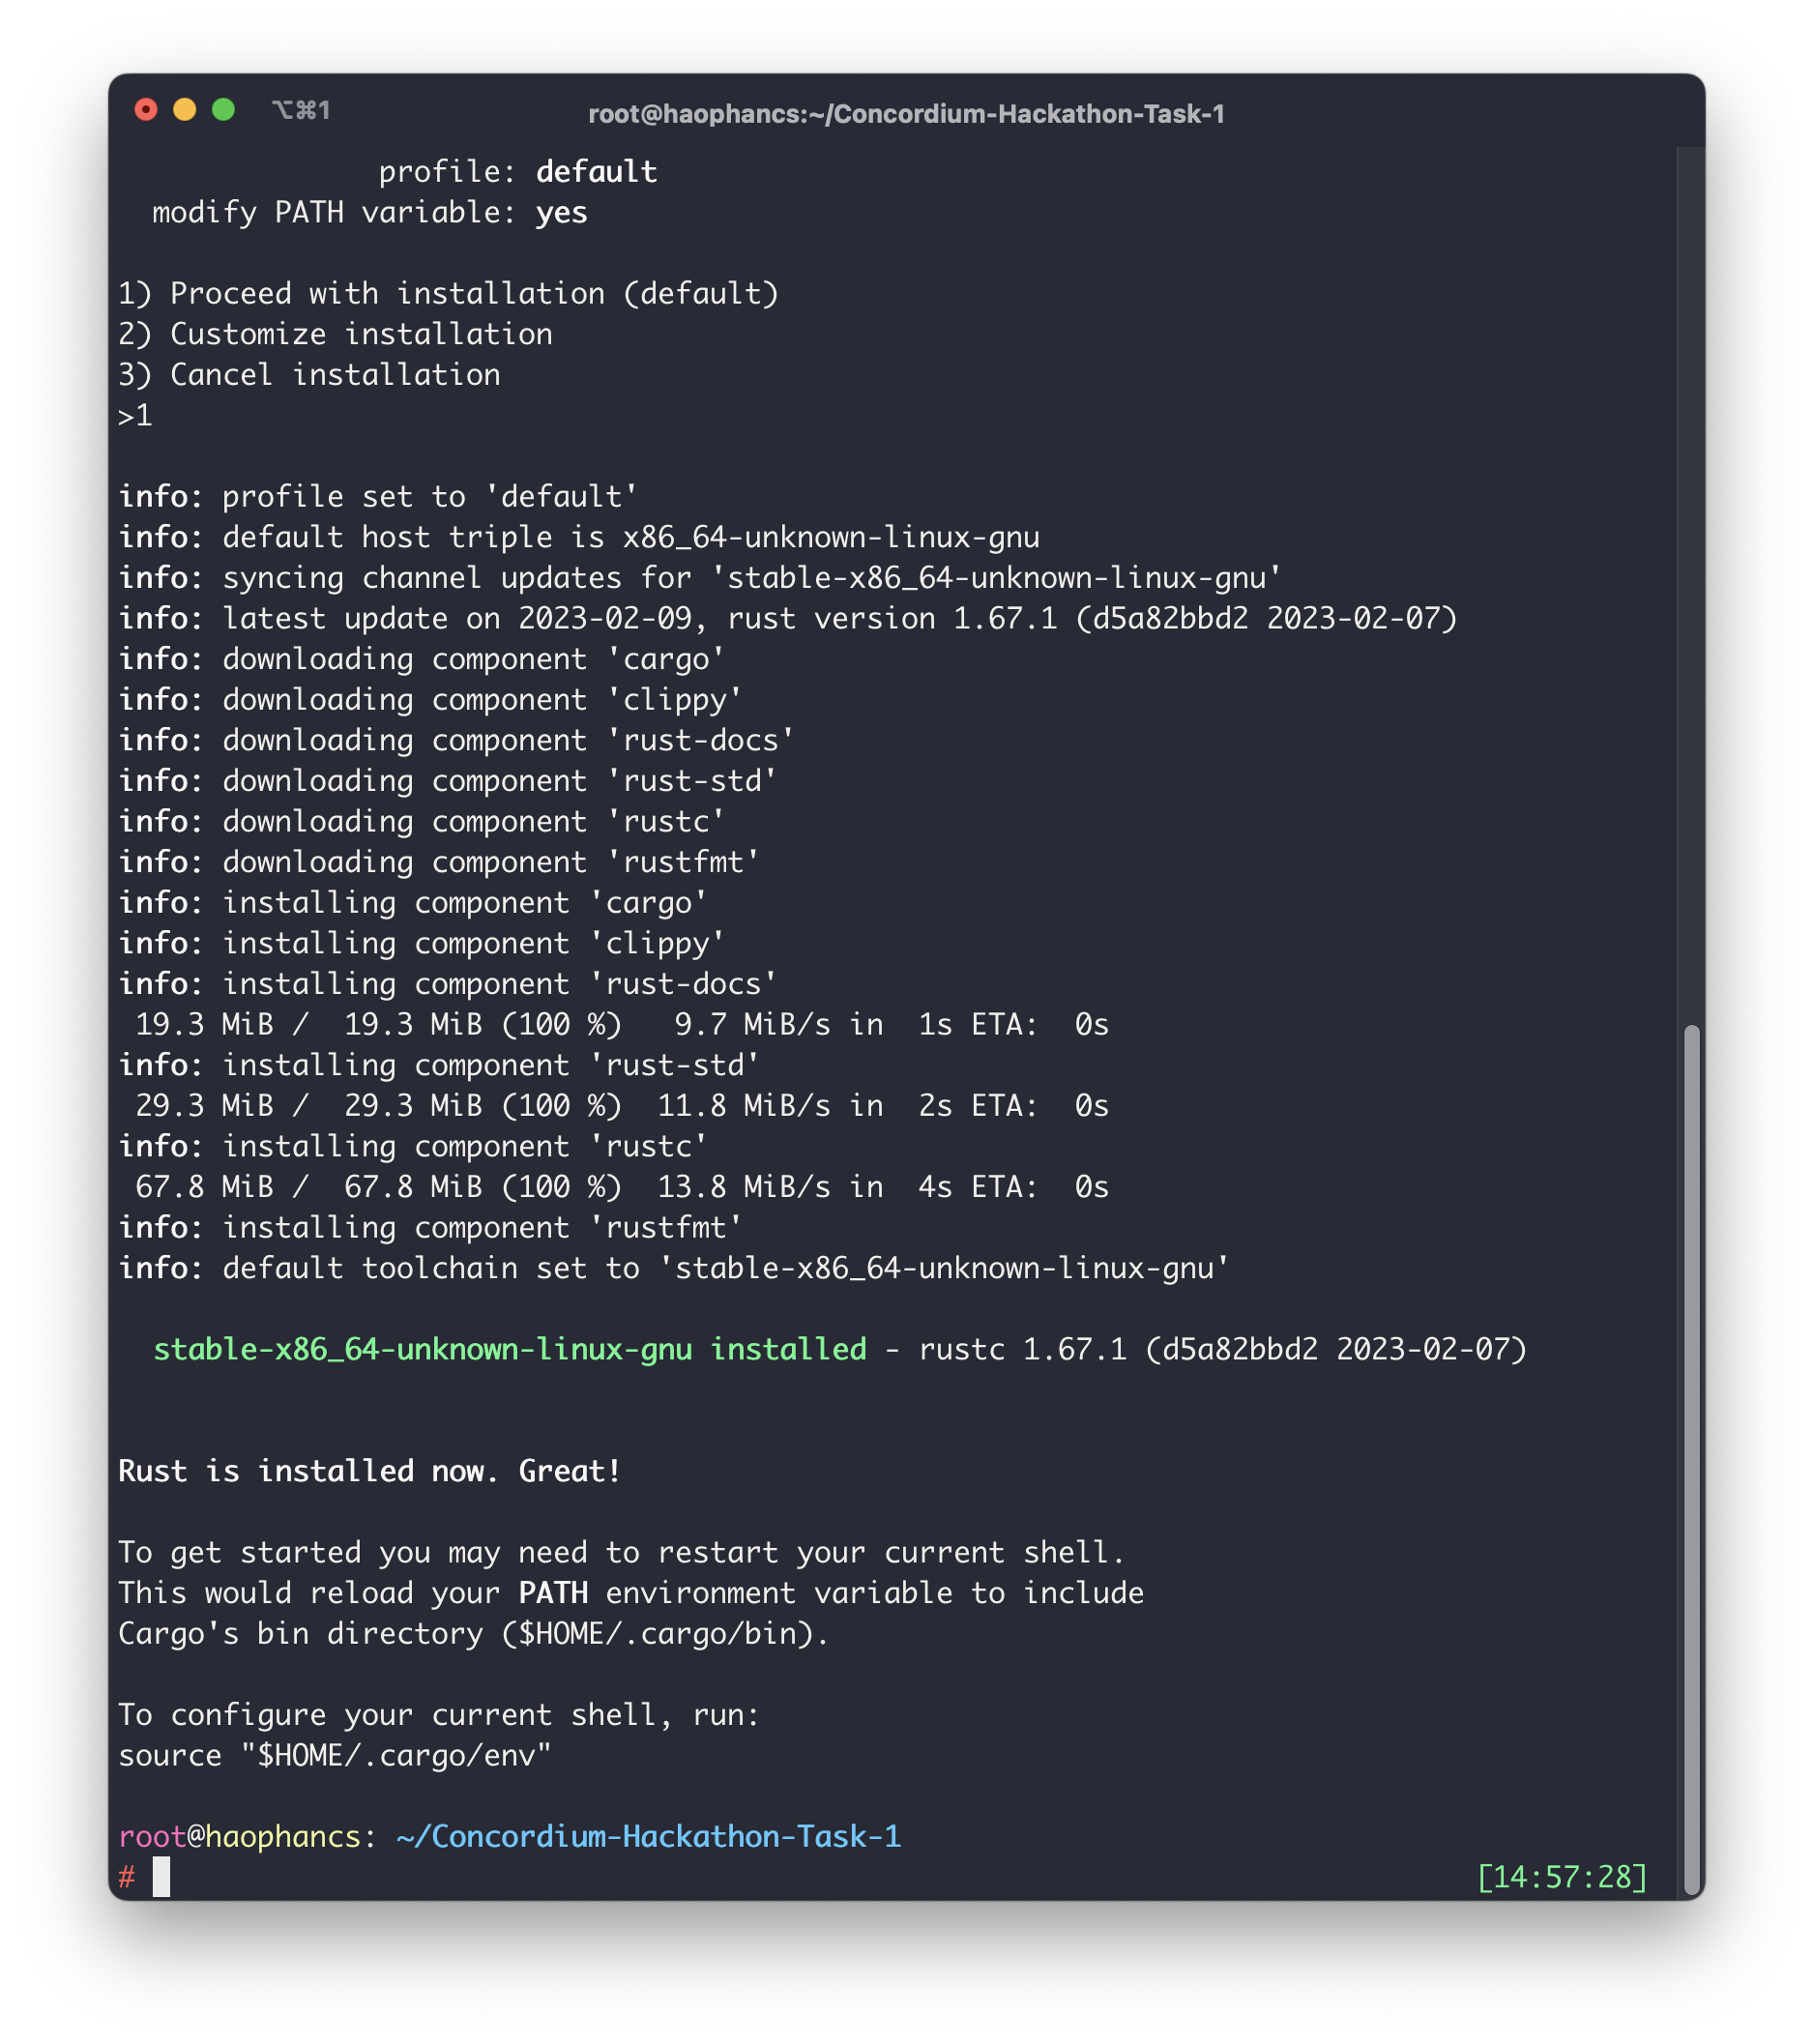 ⌥⌘1
root@haophancs:~/Concordium-Hackathon-Task-1
profile: default
modify PATH variable: yes
1) Proceed with installation (default)
2) Customize installation
3) Cancel installation
>1
info: profile set to 'default'
info: default host triple is x86_64-unknown-linux-gnu
info: syncing channel updates for 'stable-x86_64-unknown-linux-gnu'
info: latest update on 2023-02-09, rust version 1.67.1 (d5a82bbd2 2023-02-07)
info: downloading component 'cargo'
info: downloading component 'clippy'
info: downloading component 'rust-docs'
info: downloading component 'rust-std'
info: downloading component 'rustc'
info: downloading component 'rustfmt'
info: installing component 'cargo'
info: installing component 'clippy'
info: installing component 'rust-docs'
19.3 MiB /  19.3 MiB (100 %)   9.7 MiB/s in  1s ETA:  0s
info: installing component 'rust-std'
29.3 MiB /  29.3 MiB (100 %)  11.8 MiB/s in  2s ETA:  0s
info: installing component 'rustc'
67.8 MiB /  67.8 MiB (100 %)  13.8 MiB/s in  4s ETA:  0s
info: installing component 'rustfmt'
info: default toolchain set to 'stable-x86_64-unknown-linux-gnu'
stable-x86_64-unknown-linux-gnu installed - rustc 1.67.1 (d5a82bbd2 2023-02-07)
Rust is installed now. Great!
To get started you may need to restart your current shell.
This would reload your PATH environment variable to include
Cargo's bin directory ($HOME/.cargo/bin).
To configure your current shell, run:
source "$HOME/.cargo/env"
root@haophancs: ~/Concordium-Hackathon-Task-1
# [14:57:28]